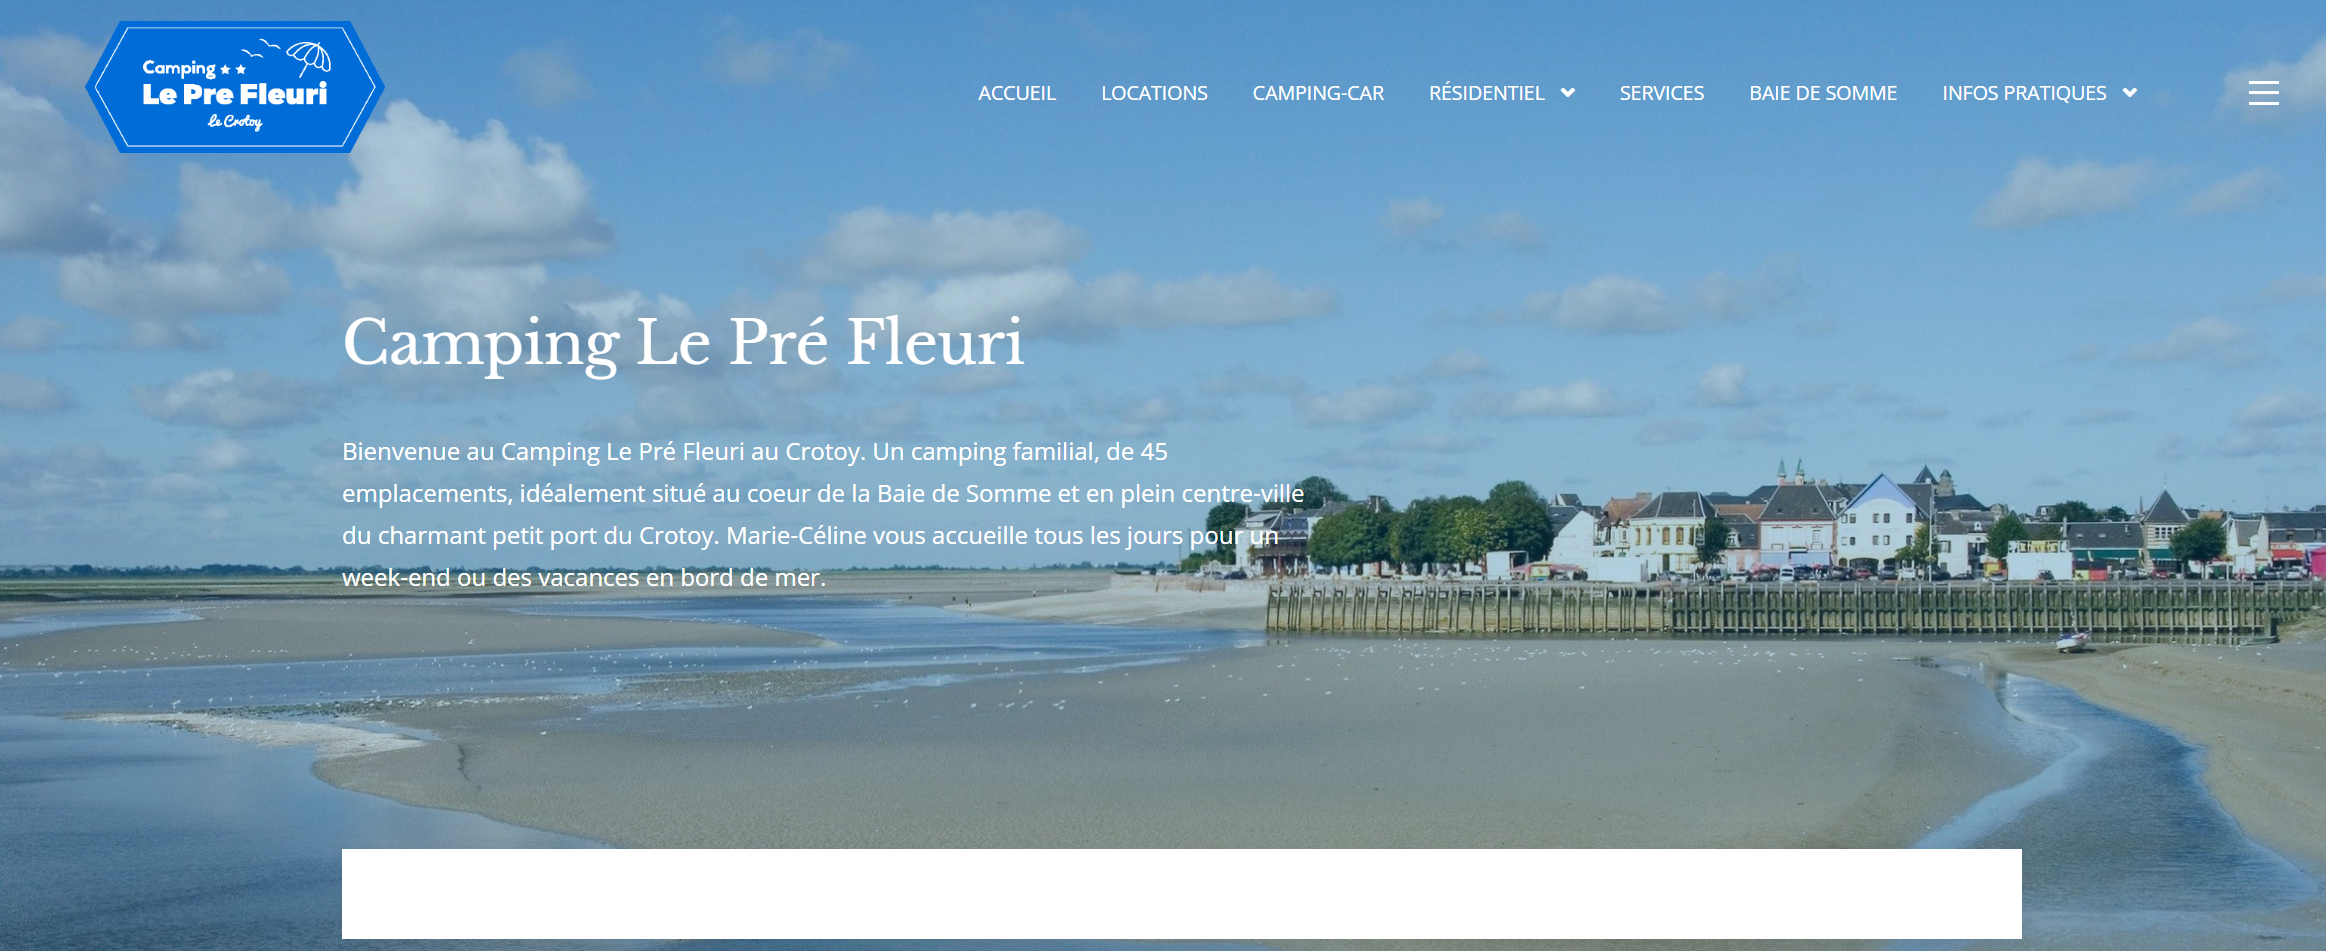 Camping
Le Pre Fleuri
Le Crotoy
ACCUEIL LOCATIONS CAMPING-CAR RÉSIDENTIEL SERVICES BAIE DE SOMME INFOS PRATIQUES
Camping Le Pré Fleuri
Bienvenue au Camping Le Pré Fleuri au Crotoy. Un camping familial, de 45
emplacements, idéalement situé au coeur de la Baie de Somme et en plein centre-ville
du charmant petit port du Crotoy. Marie-Céline vous accueille tous les jours pour un
week-end ou des vacances en bord de mer.